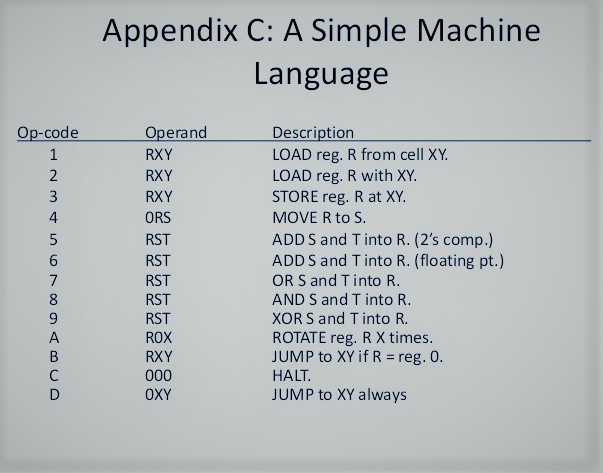 Appendix C: A Simple Machine
Language
Op-code Operand Description
1 RXY LOAD reg. R from cell XY.
2 RXY LOAD reg. R with XY.
3 RXY STORE reg. R at XY.
4 0RS MOVE R to S.
5 RST ADD S and T into R. (2’s comp.)
6 RST ADD S and T into R. (floating pt.)
7 RST OR S and T into R.
8 RST AND S and T into R.
9 RST XOR S and T into R.
A R0X ROTATE reg. R X times.
B RXY JUMP to XY if R = reg. 0.
C 000 HALT.
D 0XY JUMP to XY always